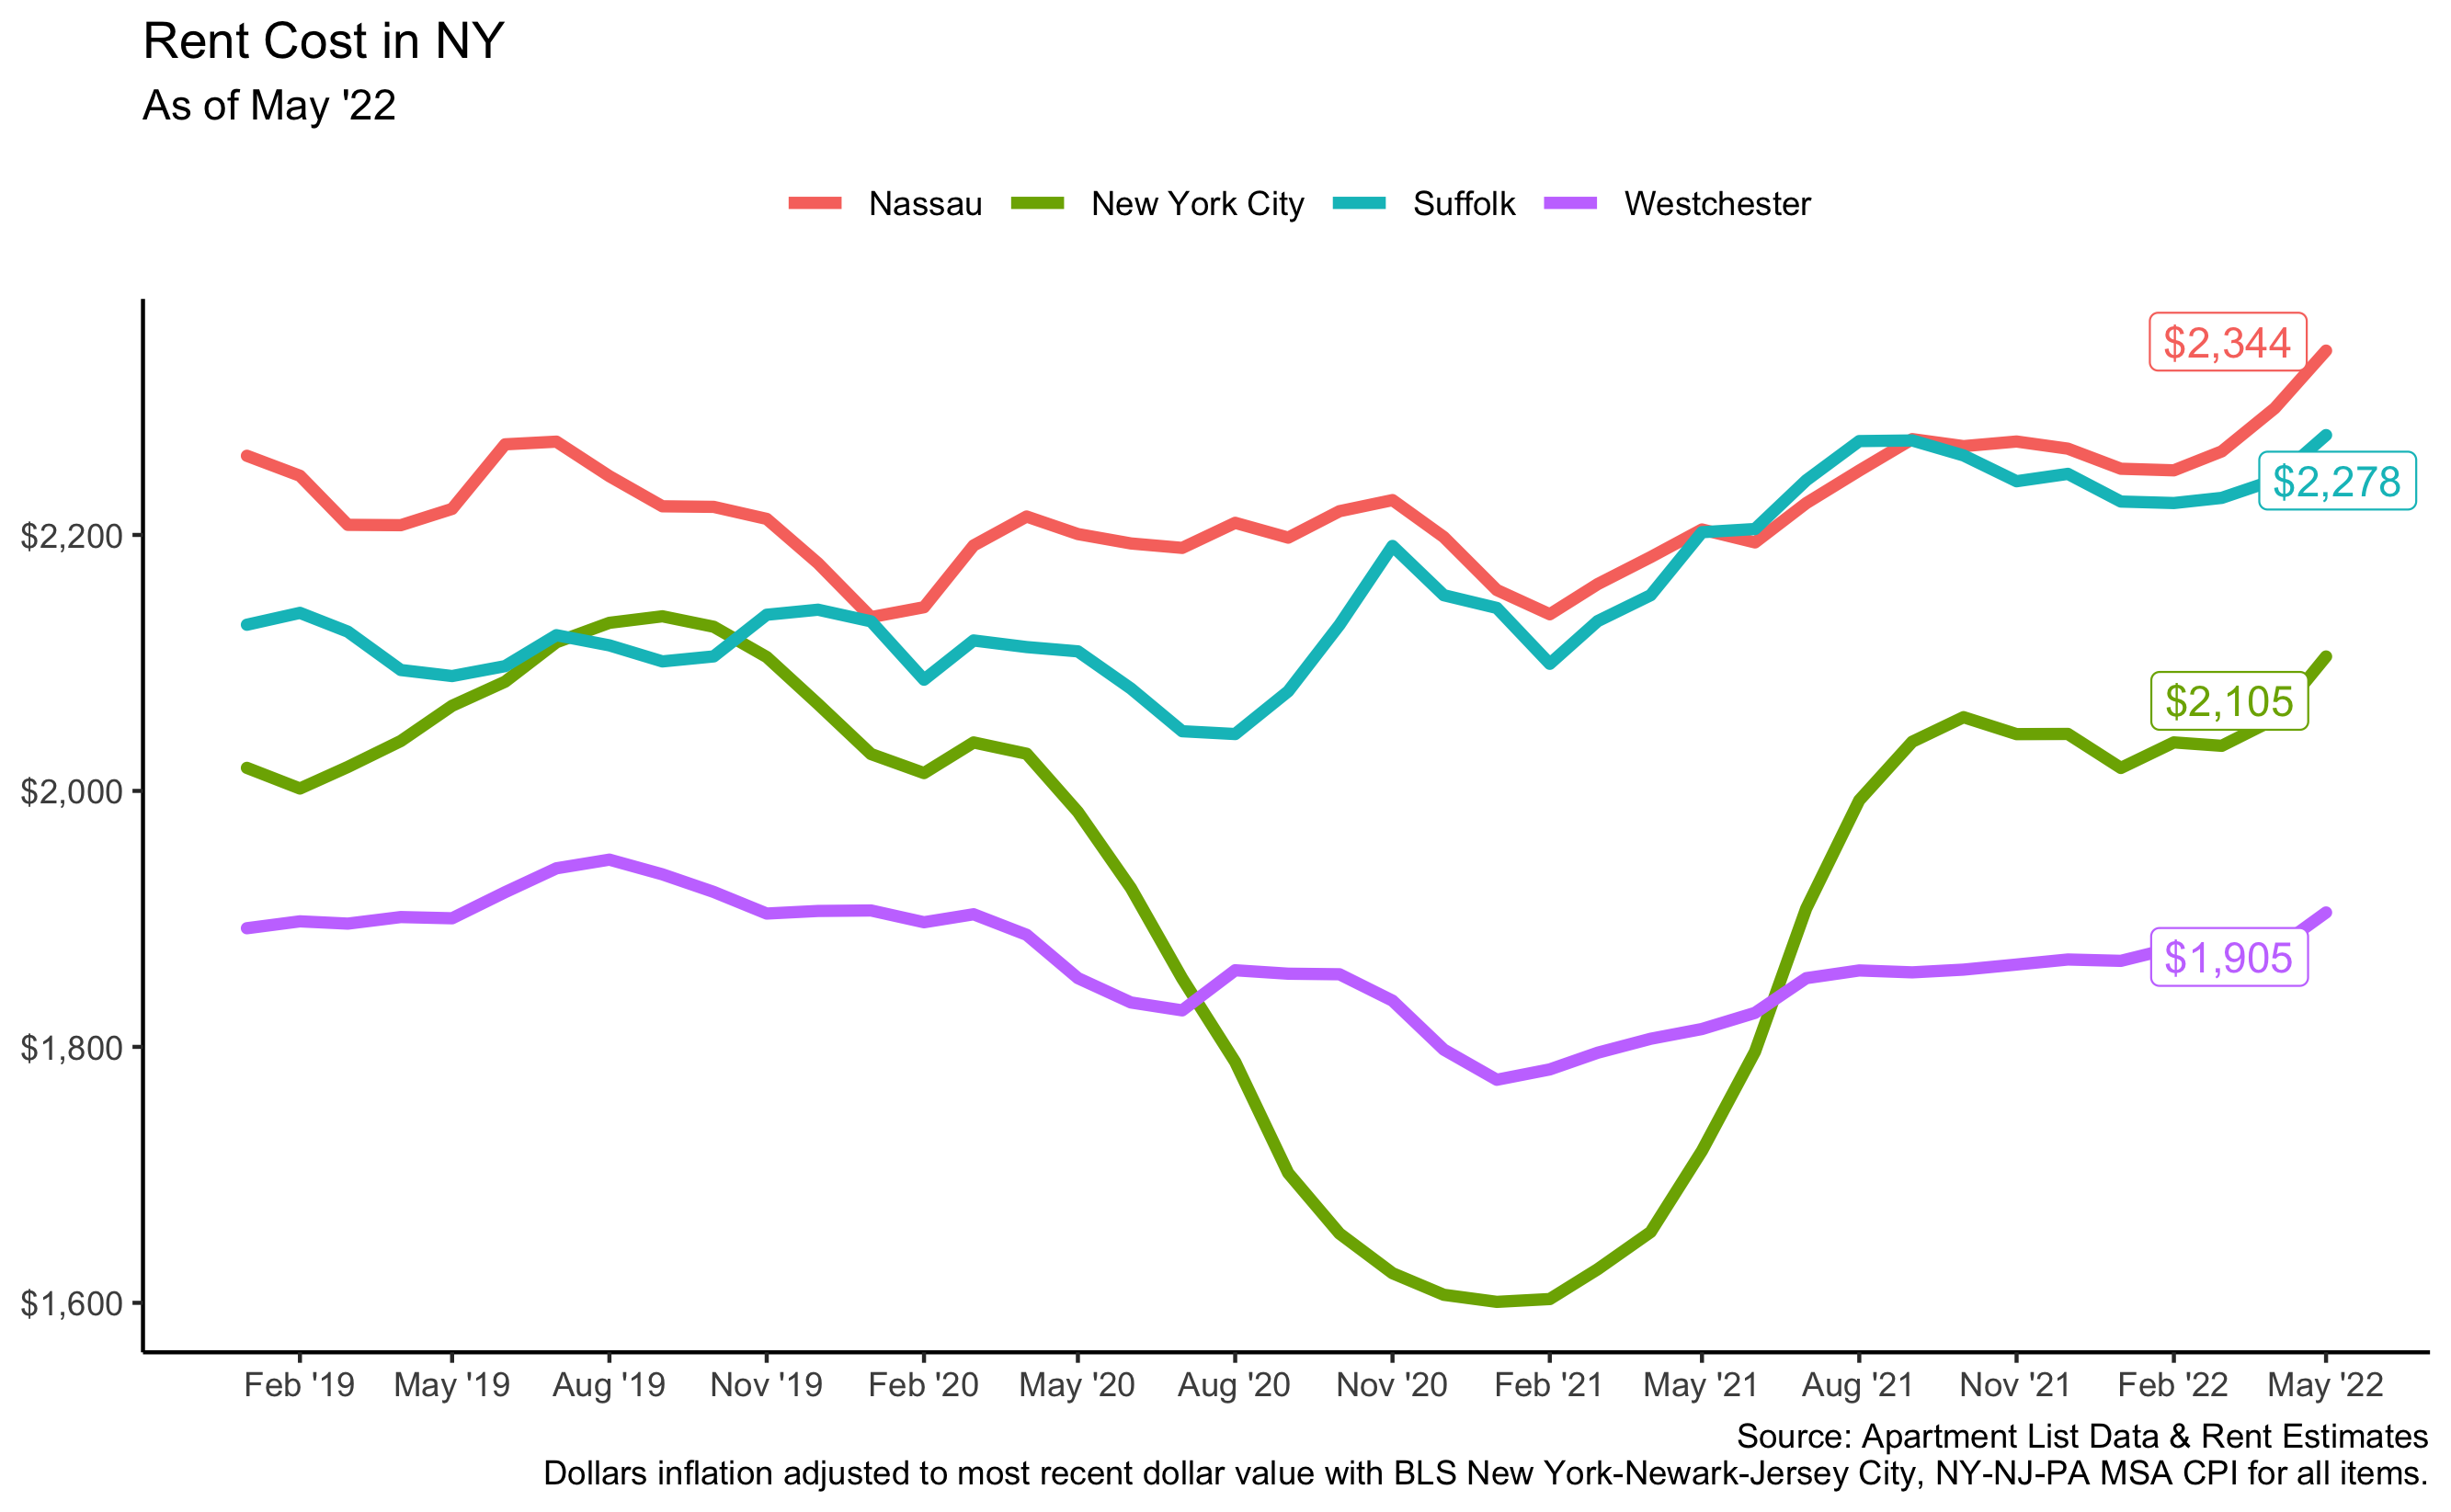 Rent Cost in NY
As of May '22
Nassau New York City Suffolk Westchester
$2,344
$2,278
$2,200
$2,105
$2,000
$1,905
$1,800
$1,600
Feb '19 May '19 Aug '19 Nov '19 Feb '20 May '20 Aug '20 Nov '20 Feb '21 May '21 Aug '21 Nov '21 Feb '22 May '22
Source: Apartment List Data & Rent Estimates
Dollars inflation adjusted to most recent dollar value with BLS New York-Newark-Jersey City, NY-NJ-PA MSA CPI for all items.